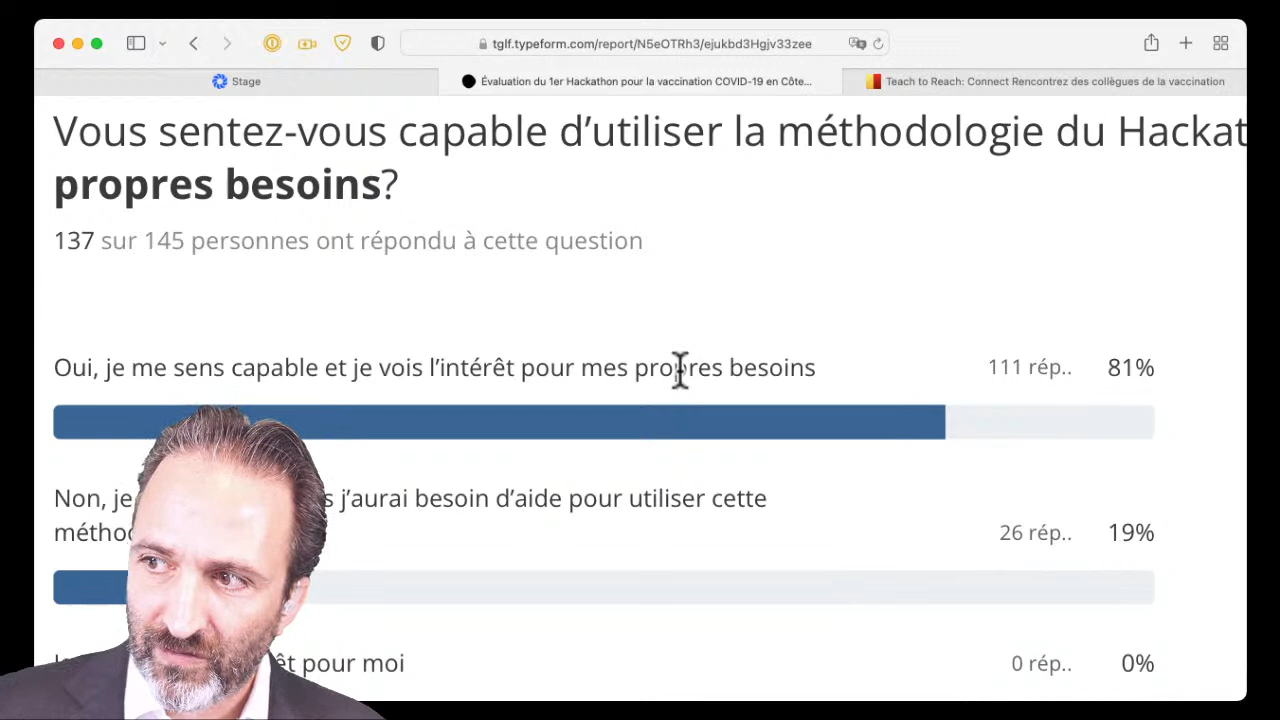 tglf.typeform.com/report/N5eOTRh3/ejukbd3Hgjv33zee
Stage
Évaluation du 1er Hackathon pour la vaccination COVID-19 en Côte...
Teach to Reach: Connect Rencontrez des collègues de la vaccination
Vous sentez-vous capable d’utiliser la méthodologie du Hackat
propres besoins?
137 sur 145 personnes ont répondu à cette question
Oui, je me sens capable et je vois l’intérêt pour mes propres besoins 111 rép.. 81%
Non, je j’aurai besoin d’aide pour utiliser cette
26 rép.. 19%
pour moi 0 rép.. 0%